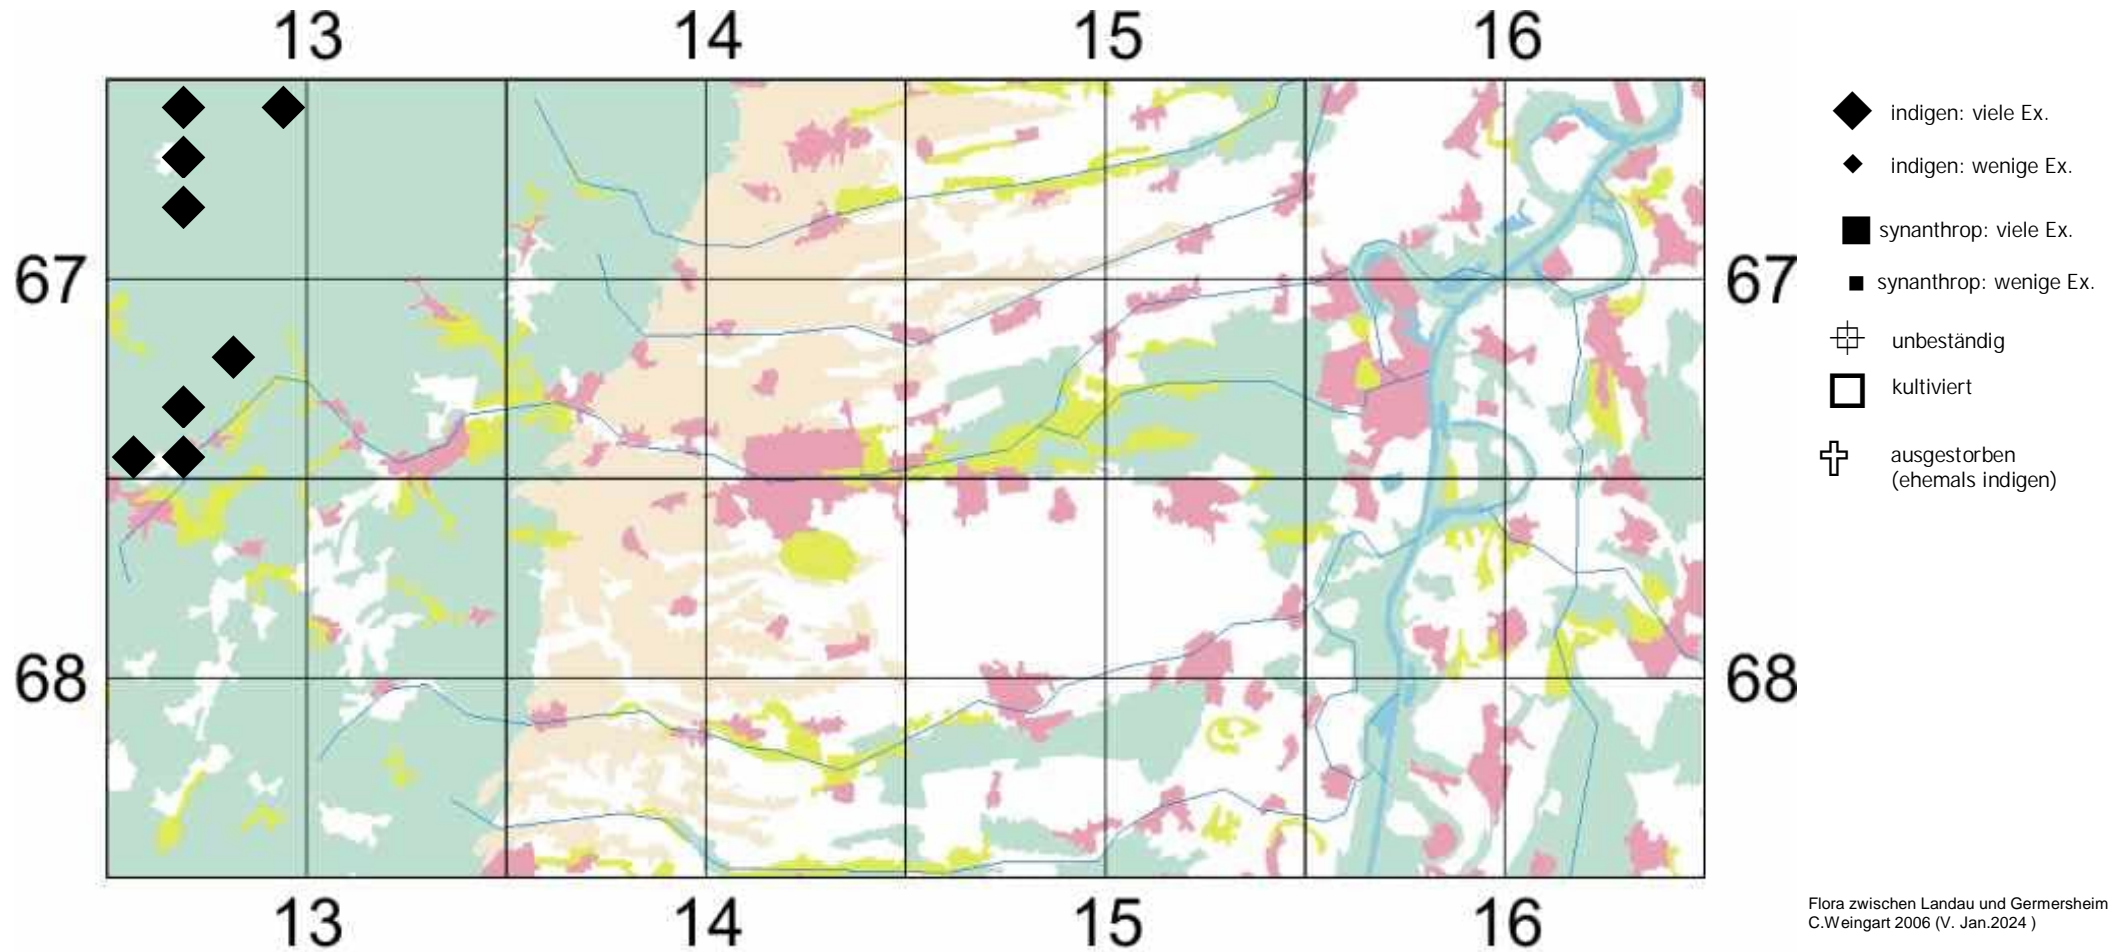 13 14 15 16
67 67
68 68
13 14 15 16
indigen: viele Ex.
indigen: wenige Ex.
synanthrop: viele Ex.
synanthrop: wenige Ex.
unbeständig
kultiviert
ausgestorben
(ehemals indigen)
Flora zwischen Landau und Germersheim
C.Weingart 2006 (V. Jan.2024 )